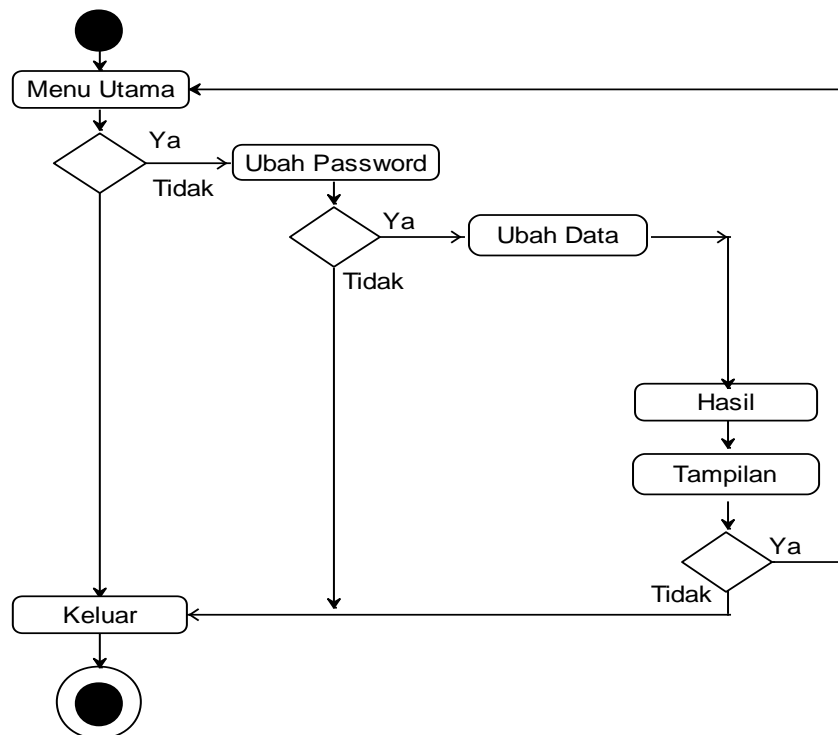 Menu Utama
Ya
Tidak
Ubah Password
Ya
Tidak
Ubah Data
Hasil
Tampilan
Ya
Tidak
Keluar